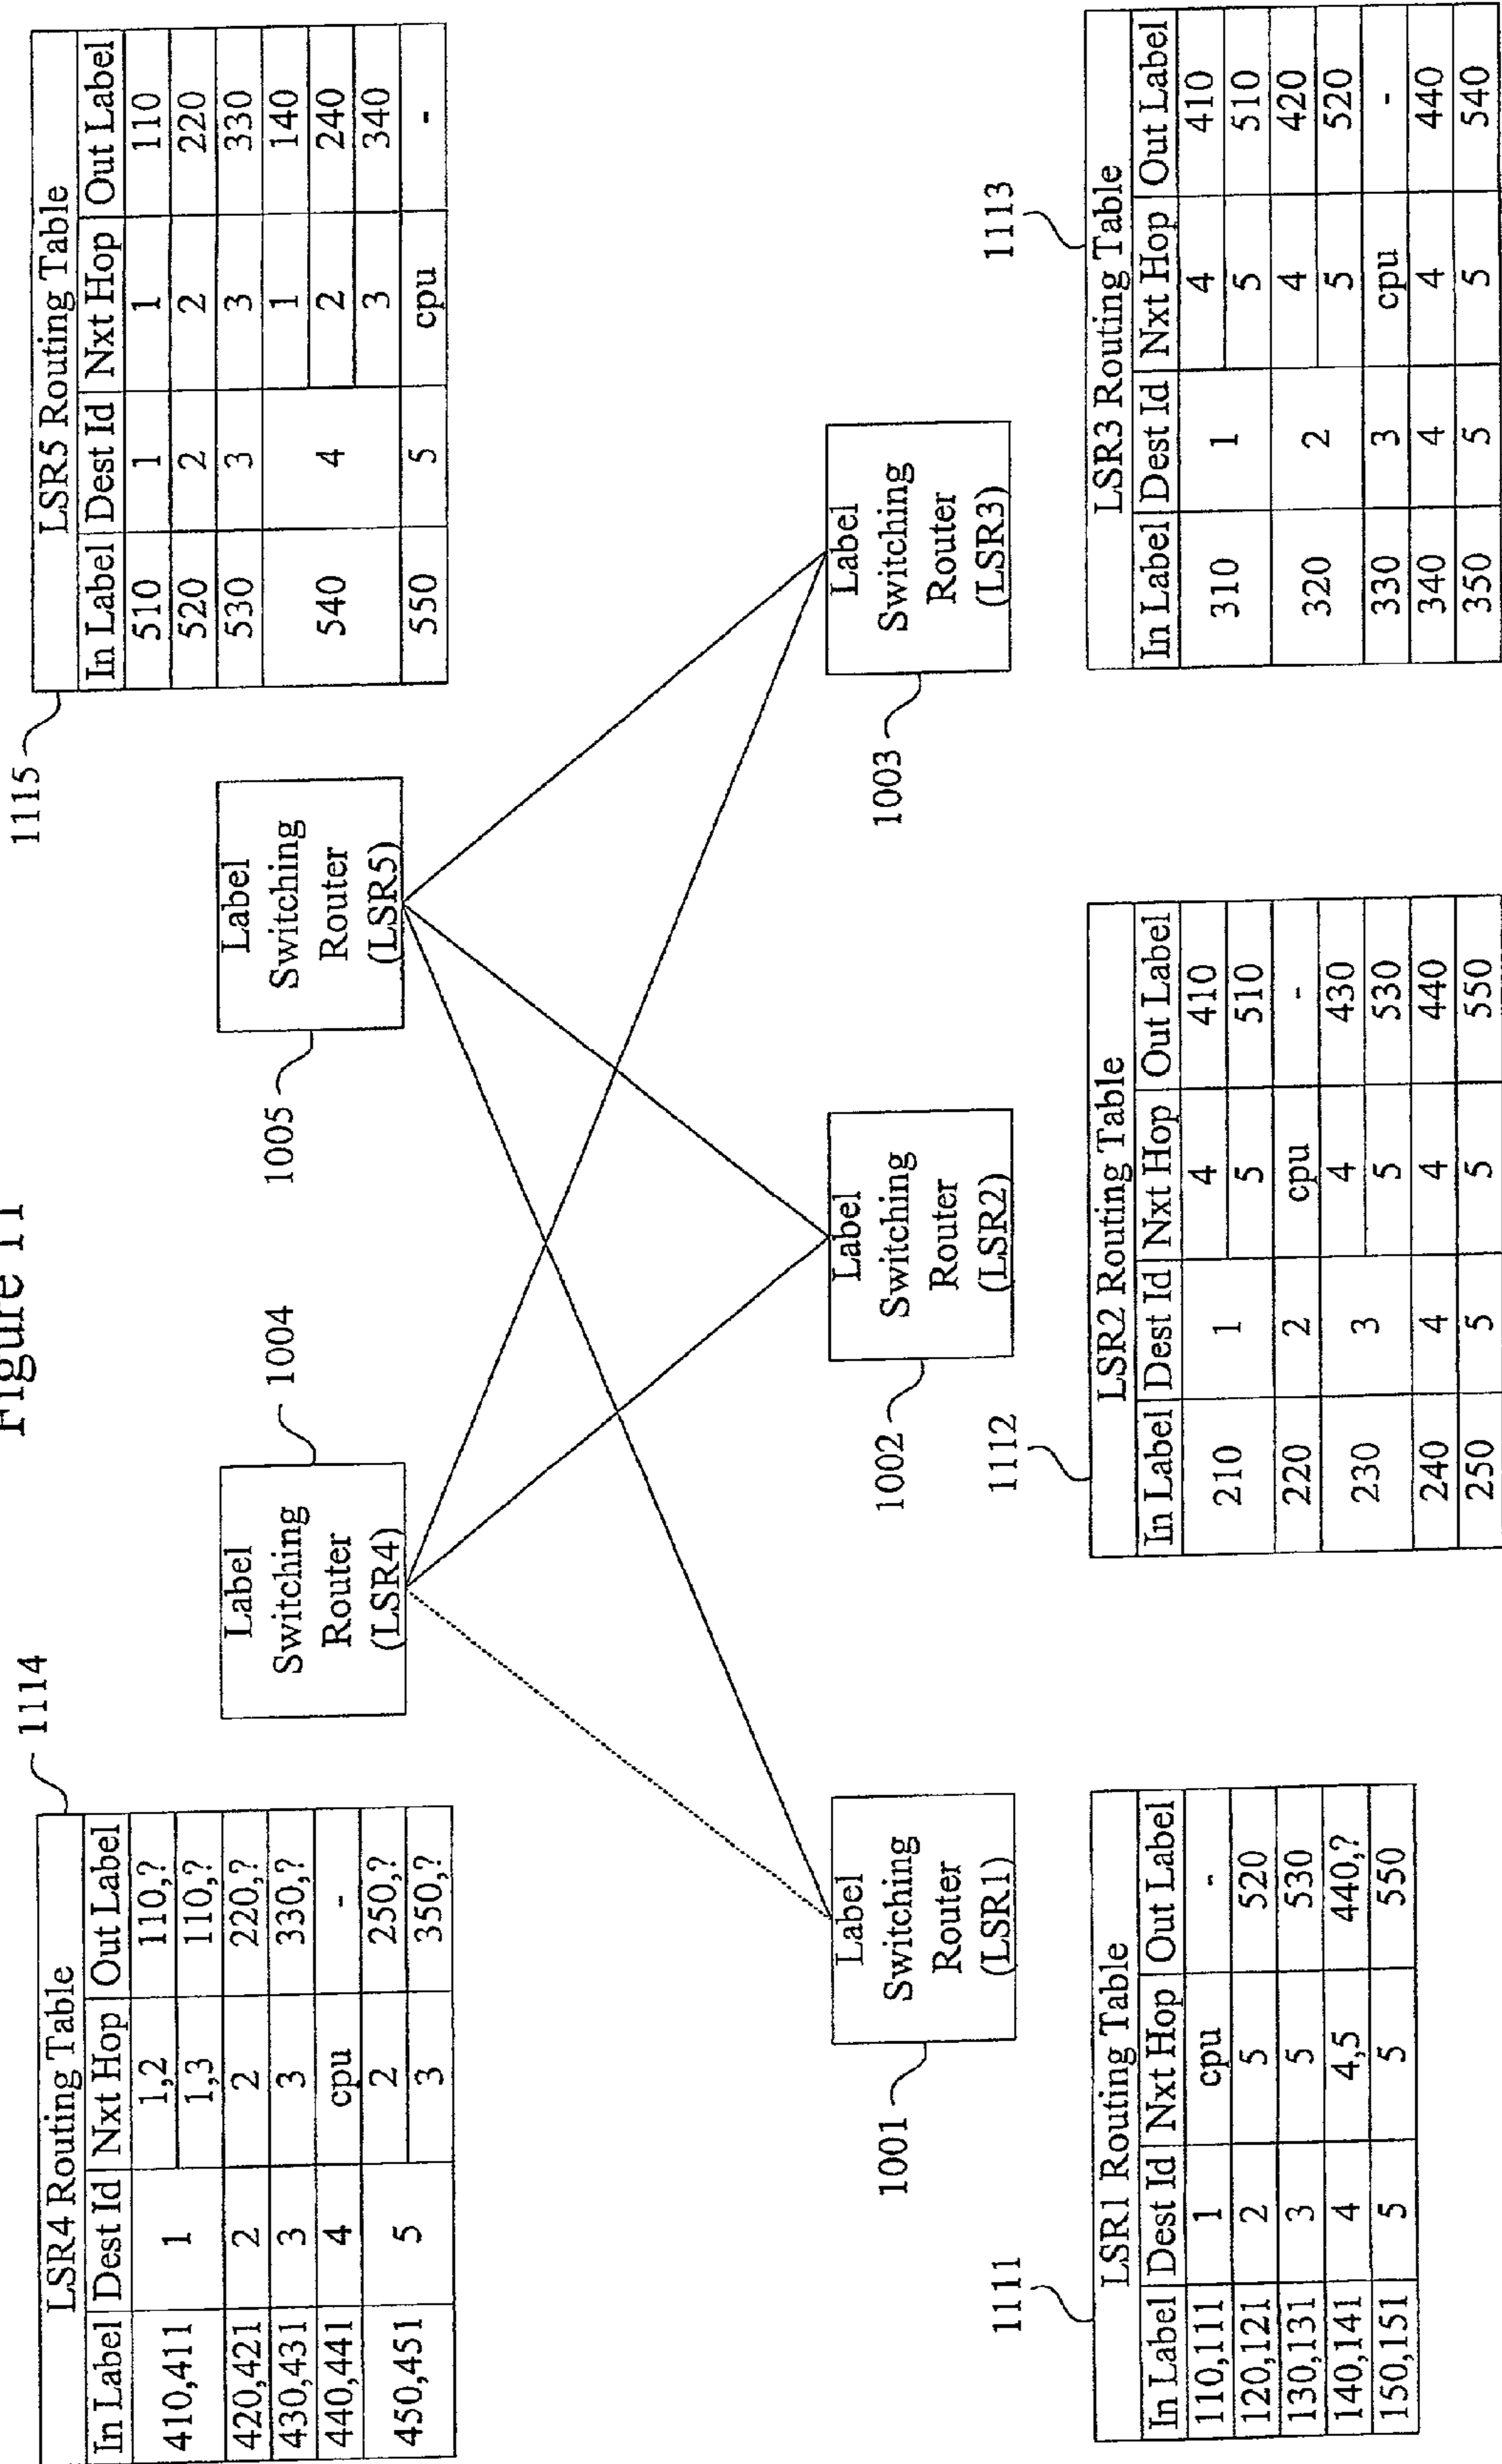 Figure 11
1114
LSR4 Routing Table
In Label Dest Id Nxt Hop Out Label
410,411 1 1,2 110,?
1,3 110,?
420,421 2 2 220,?
430,431 3 3 330,?
440,441 4 cpu -
450,451 5 2 250,?
3 350,?
Label
Switching
Router
(LSR4)
1004
Label
Switching
Router
(LSR5)
1005
1115
LSR5 Routing Table
In Label Dest Id Nxt Hop Out Label
510 1 1 110
520 2 2 220
530 3 3 330
540 4 1 140
2 240
3 340
550 5 cpu -
Label
Switching
Router
(LSR1)
1001
Label
Switching
Router
(LSR2)
1002
Label
Switching
Router
(LSR3)
1003
1111
LSR1 Routing Table
In Label Dest Id Nxt Hop Out Label
110,111 1 cpu -
120,121 2 5 520
130,131 3 5 530
140,141 4 4,5 440,?
150,151 5 5 550
1112
LSR2 Routing Table
In Label Dest Id Nxt Hop Out Label
210 1 4 410
5 510
220 2 cpu -
230 3 4 430
5 530
240 4 4 440
250 5 5 550
1113
LSR3 Routing Table
In Label Dest Id Nxt Hop Out Label
310 1 4 410
5 510
320 2 4 420
5 520
330 3 cpu -
340 4 4 440
350 5 5 540